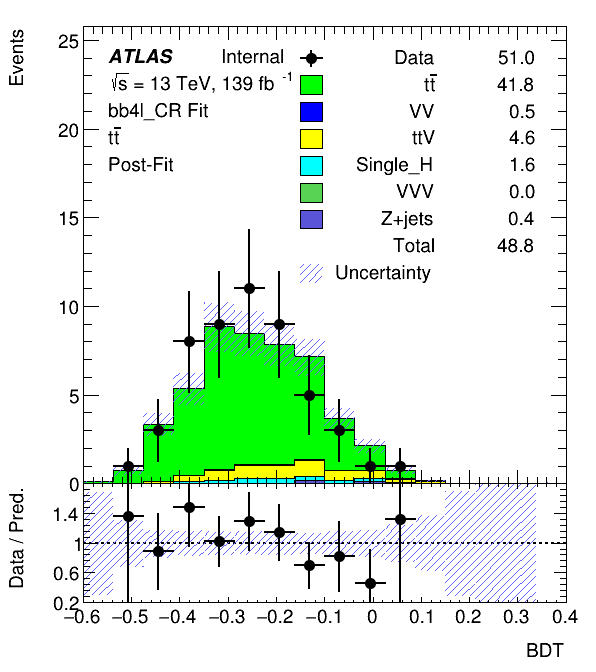 Events
25
20
15
10
5
0
ATLAS Internal
√s = 13 TeV, 139 fb⁻¹
bb4l_CR Fit
tt̄
Post-Fit
Data 51.0
tt̄ 41.8
VV 0.5
ttV 4.6
Single_H 1.6
VVV 0.0
Z+jets 0.4
Total 48.8
Uncertainty
Data / Pred.
1.4
1
0.6
0.2
−0.6 −0.5 −0.4 −0.3 −0.2 −0.1 0 0.1 0.2 0.3 0.4
BDT